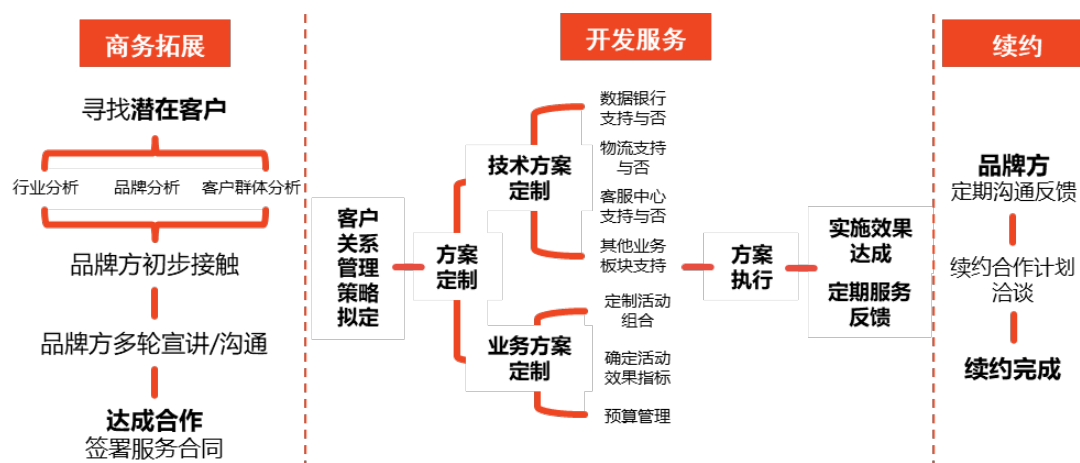 商务拓展
寻找潜在客户
行业分析
品牌分析
客户群体分析
品牌方初步接触
品牌方多轮宣讲/沟通
达成合作
签署服务合同
开发服务
客户
关系
管理
策略
拟定
方案
定制
技术方案
定制
数据银行
支持与否
物流支持
与否
客服中心
支持与否
其他业务
板块支持
业务方案
定制
定制活动
组合
确定活动
效果指标
预算管理
方案
执行
实施效果
达成
定期服务
反馈
续约
品牌方
定期沟通反馈
续约合作计划
洽谈
续约完成